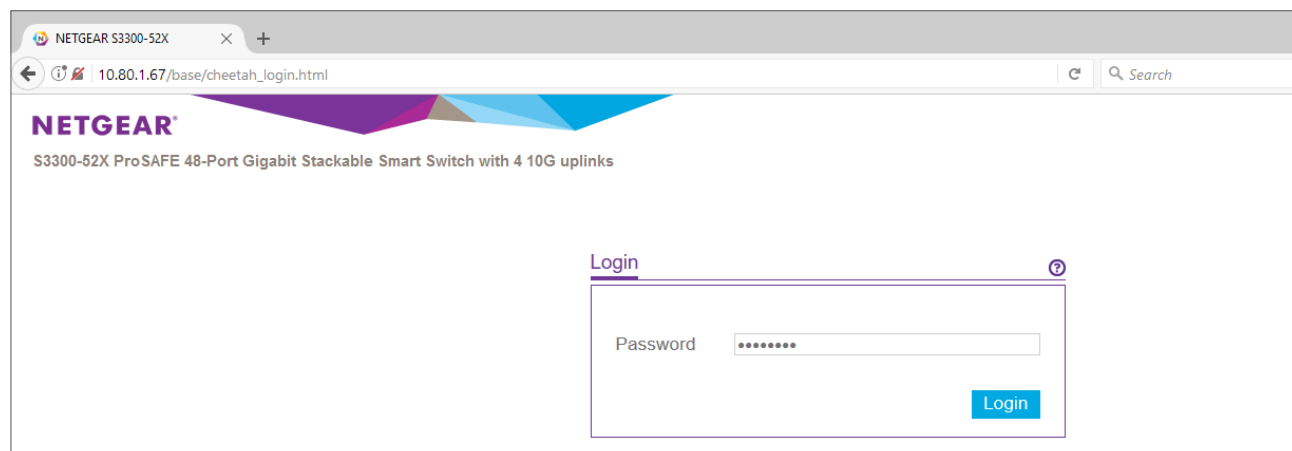 NETGEAR S3300-52X
10.80.1.67/base/cheetah_login.html
Search
NETGEAR®
S3300-52X ProSAFE 48-Port Gigabit Stackable Smart Switch with 4 10G uplinks
Login
?
Password ••••••••
Login